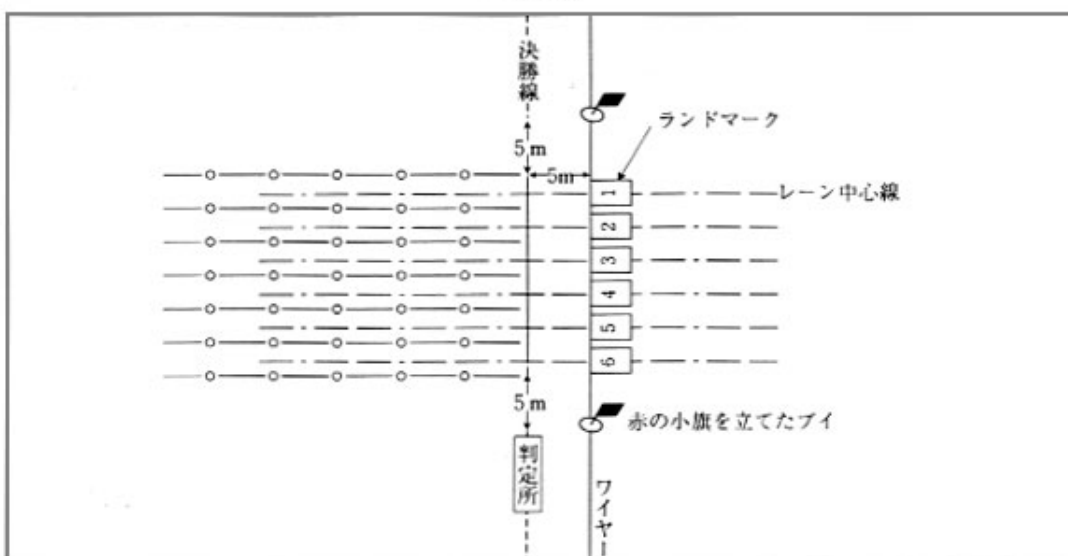 決勝線
ランドマーク
5m
5m
1
レーン中心線
2
3
4
5
6
5m
赤の小旗を立てたブイ
判定所
ワイヤー